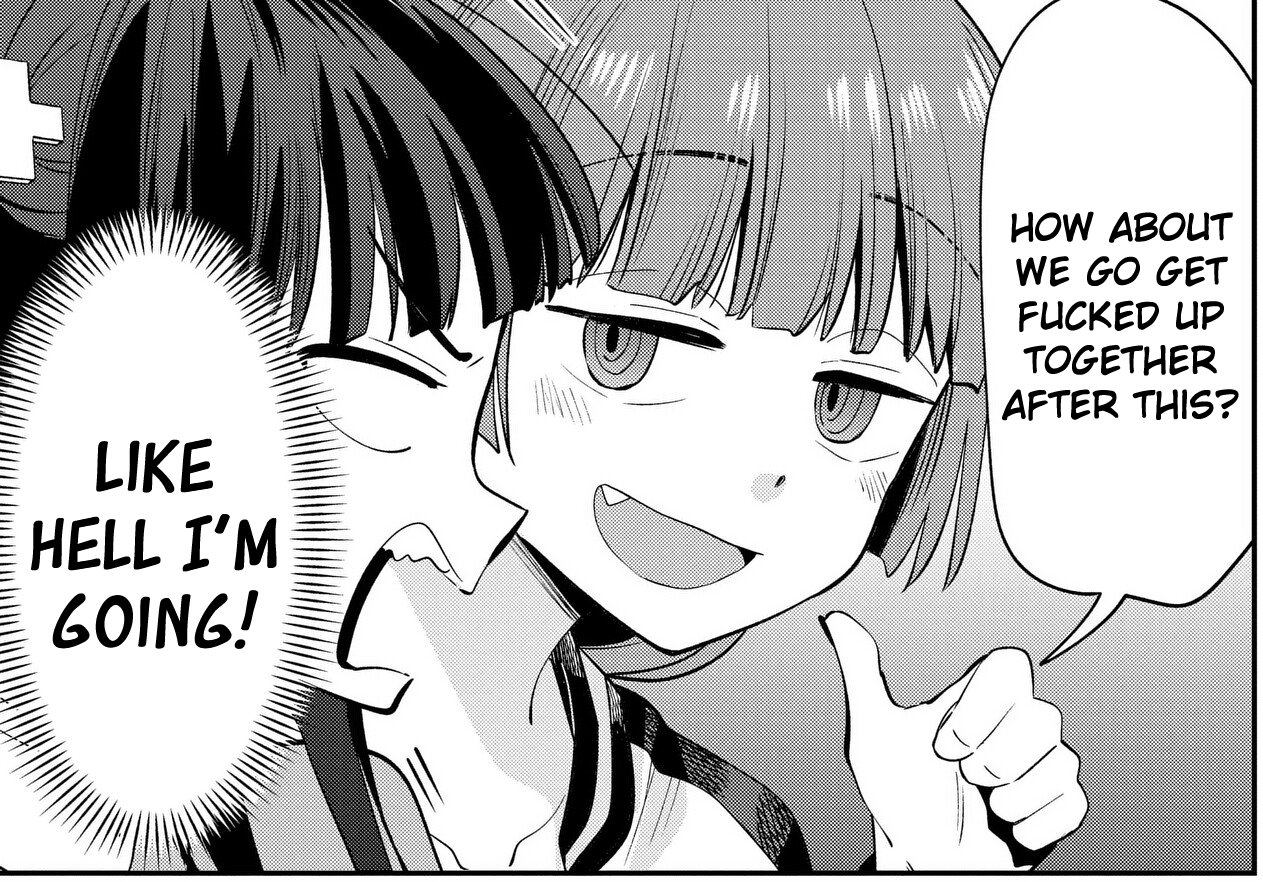 HOW ABOUT
WE GO GET
FUCKED UP
TOGETHER
AFTER THIS?
LIKE
HELL I'M
GOING!